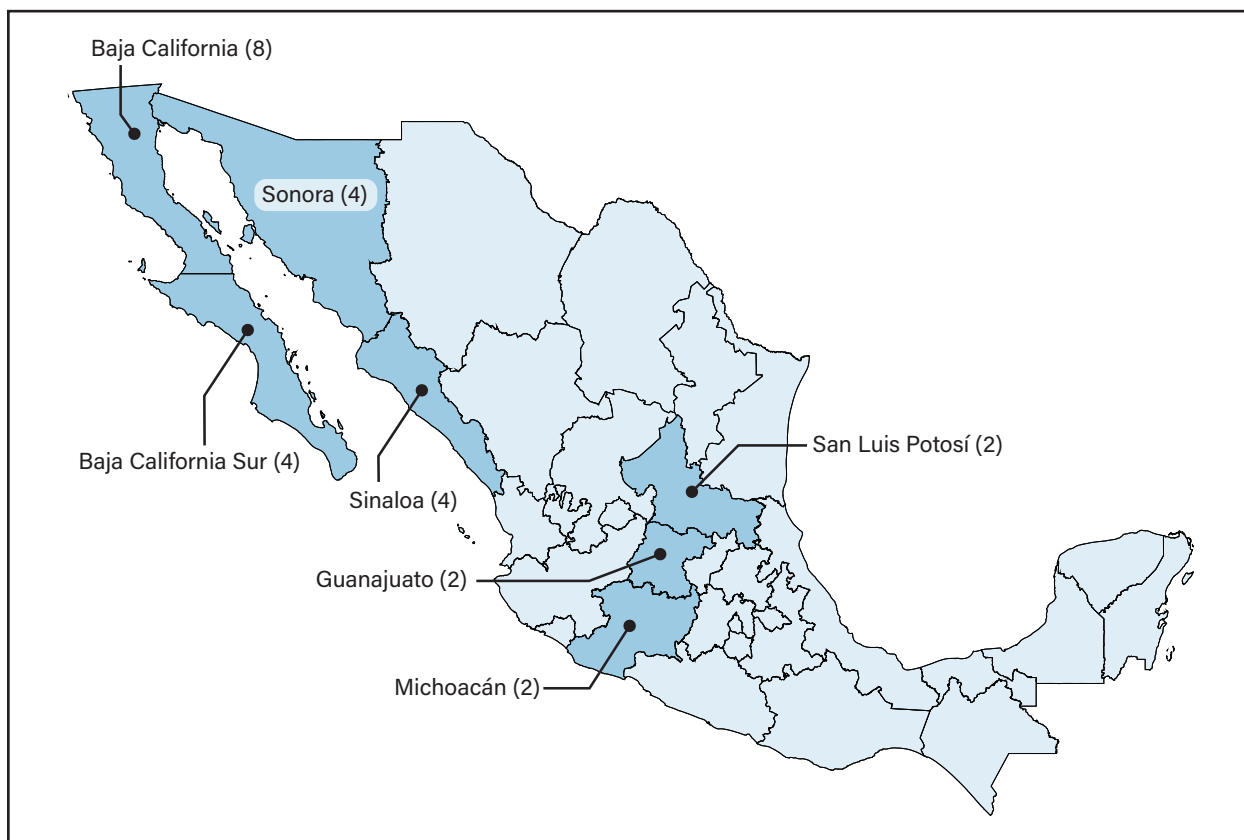 Baja California (8)
Sonora (4)
San Luis Potosí (2)
Baja California Sur (4)
Sinaloa (4)
Guanajuato (2)
Michoacán (2)